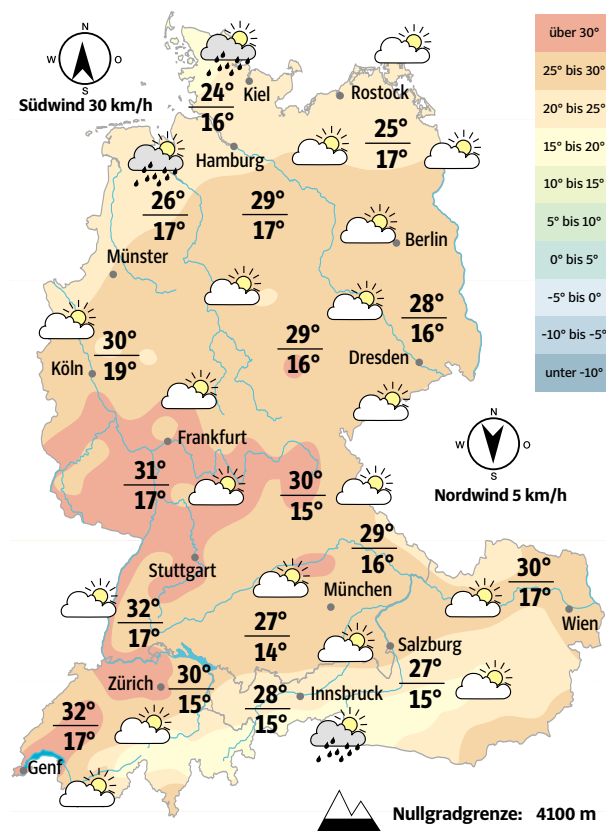 N
W O
S
Südwind 30 km/h
Kiel
24°
16°
Rostock
25°
17°
Hamburg
26°
17°
29°
17°
Berlin
Münster
28°
16°
30°
19°
29°
16°
Köln
Dresden
Frankfurt
31°
17°
30°
15°
Stuttgart
29°
16°
30°
17°
München
32°
17°
27°
14°
Wien
Salzburg
27°
15°
Zürich
30°
15°
28°
15°
Innsbruck
32°
17°
Genf
über 30°
25° bis 30°
20° bis 25°
15° bis 20°
10° bis 15°
5° bis 10°
0° bis 5°
-5° bis 0°
-10° bis -5°
unter -10°
N
W O
S
Nordwind 5 km/h
Nullgradgrenze: 4100 m